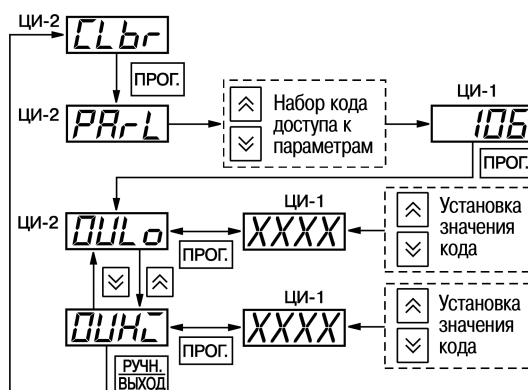 ЦИ-2 CLbr
ПРОГ.
ЦИ-2 PArL
Набор кода
доступа к
параметрам
ЦИ-1
106
ПРОГ.
ЦИ-2 OULo
ПРОГ.
ЦИ-1
XXXX
Установка
значения
кода
OUHi
ПРОГ.
ЦИ-1
XXXX
Установка
значения
кода
РУЧН.
ВЫХОД